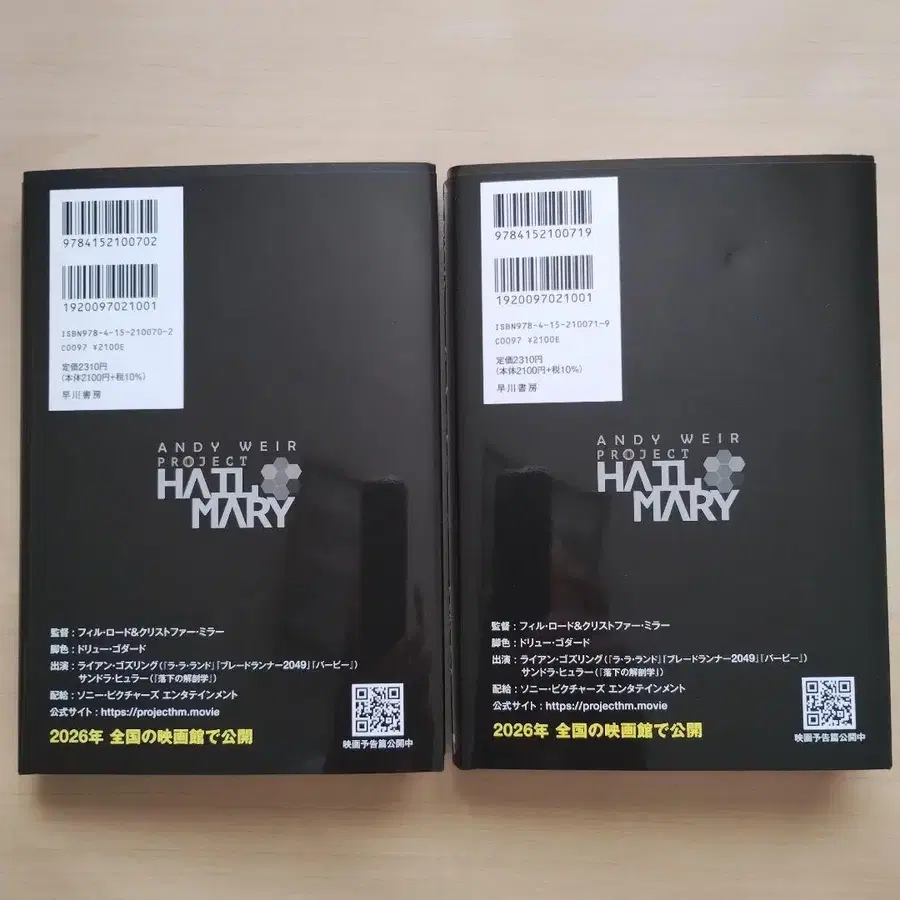 9784152100702
1920097021001
ISBN978-4-15-210070-2
C0097 ¥2100E
定価2310円
(本体2100円+税10%)
早川書房
ANDY WEIR
PROJECT
HAIL
MARY
監督:フィル・ロード&クリストファー・ミラー
脚色:ドリュー・ゴダード
出演:ライアン・ゴズリング(『ラ・ラ・ランド』『ブレードランナー2049』『バービー』)
サンドラ・ヒュラー(『落下の解剖学』)
配給:ソニー・ピクチャーズ エンタテインメント
公式サイト:https://projecthm.movie
2026年 全国の映画館で公開
映画予告篇公開中
9784152100719
1920097021001
ISBN978-4-15-210071-9
C0097 ¥2100E
定価2310円
(本体2100円+税10%)
早川書房
ANDY WEIR
PROJECT
HAIL
MARY
監督:フィル・ロード&クリストファー・ミラー
脚色:ドリュー・ゴダード
出演:ライアン・ゴズリング(『ラ・ラ・ランド』『ブレードランナー2049』『バービー』)
サンドラ・ヒュラー(『落下の解剖学』)
配給:ソニー・ピクチャーズ エンタテインメント
公式サイト:https://projecthm.movie
2026年 全国の映画館で公開
映画予告篇公開中